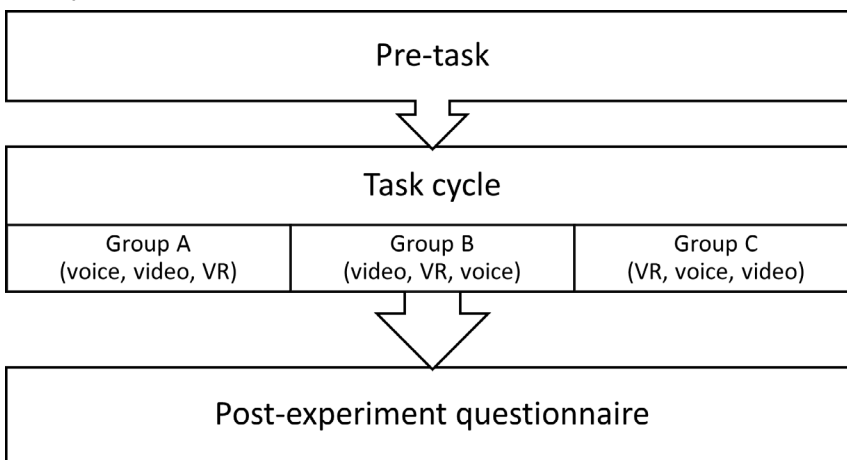 Pre-task
Task cycle
Group A
(voice, video, VR)
Group B
(video, VR, voice)
Group C
(VR, voice, video)
Post-experiment questionnaire